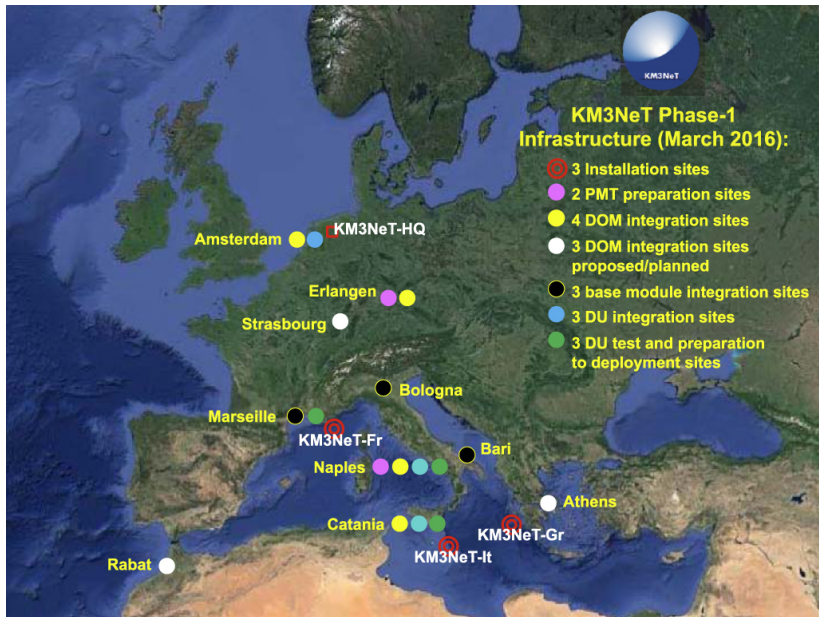 KM3NeT
KM3NeT Phase-1
Infrastructure (March 2016):
3 Installation sites
2 PMT preparation sites
4 DOM integration sites
3 DOM integration sites
proposed/planned
3 base module integration sites
3 DU integration sites
3 DU test and preparation
to deployment sites
Amsterdam
KM3NeT-HQ
Erlangen
Strasbourg
Bologna
Marseille
KM3NeT-Fr
Bari
Naples
Athens
Catania
KM3NeT-Gr
KM3NeT-It
Rabat